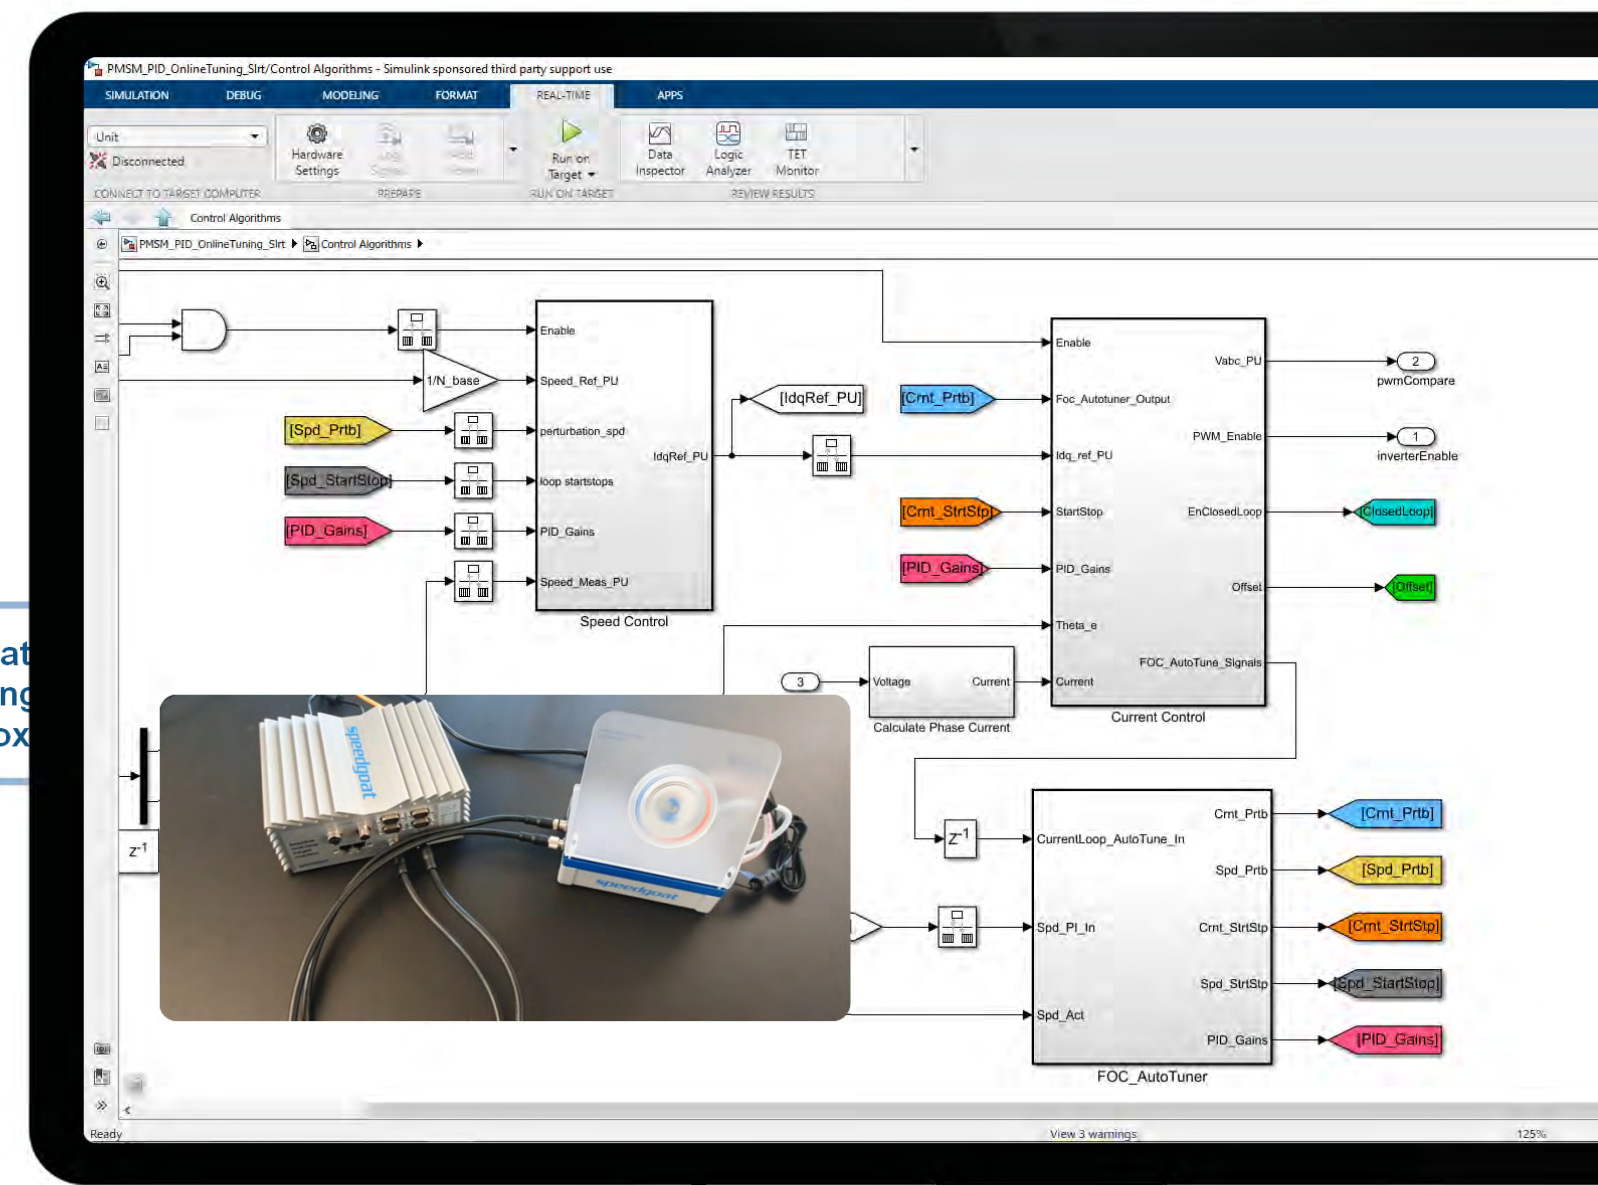 PMSM_PID_OnlineTuning_Slrt/Control Algorithms - Simulink sponsored third party support use
SIMULATION DEBUG MODELING FORMAT REAL-TIME APPS
Unit
Disconnected
Hardware
Settings
Run on
Target
Data
Inspector
Logic
Analyzer
TET
Monitor
CONNECT TO TARGET COMPUTER PREPARE RUN ON TARGET REVIEW RESULTS
Control Algorithms
PMSM_PID_OnlineTuning_Slrt Control Algorithms
Enable
1/N_base
Speed_Ref_PU
[Spd_Prtb]
perturbation_spd
[Spd_StartStop]
loop startstops
[PID_Gains]
PID_Gains
Speed_Meas_PU
IdqRef_PU
Speed Control
[IdqRef_PU]
[Crnt_Prtb]
[Crnt_StrtStp]
[PID_Gains]
Enable
Foc_Autotuner_Output
Idq_ref_PU
StartStop
PID_Gains
Theta_e
Current
Vabc_PU
PWM_Enable
EnClosedLoop
Offset
FOC_AutoTune_Signals
Current Control
2
pwmCompare
1
inverterEnable
[ClosedLoop]
[Offset]
3
Voltage Current
Calculate Phase Current
at
ng
ox
z-1
speedgoat
speedgoat
z-1
CurrentLoop_AutoTune_In
Spd_PI_In
Spd_Act
Crnt_Prtb
Spd_Prtb
Crnt_StrtStp
Spd_StrtStp
PID_Gains
FOC_AutoTuner
[Crnt_Prtb]
[Spd_Prtb]
[Crnt_StrtStp]
[Spd_StartStop]
[PID_Gains]
Ready View 3 warnings 125%